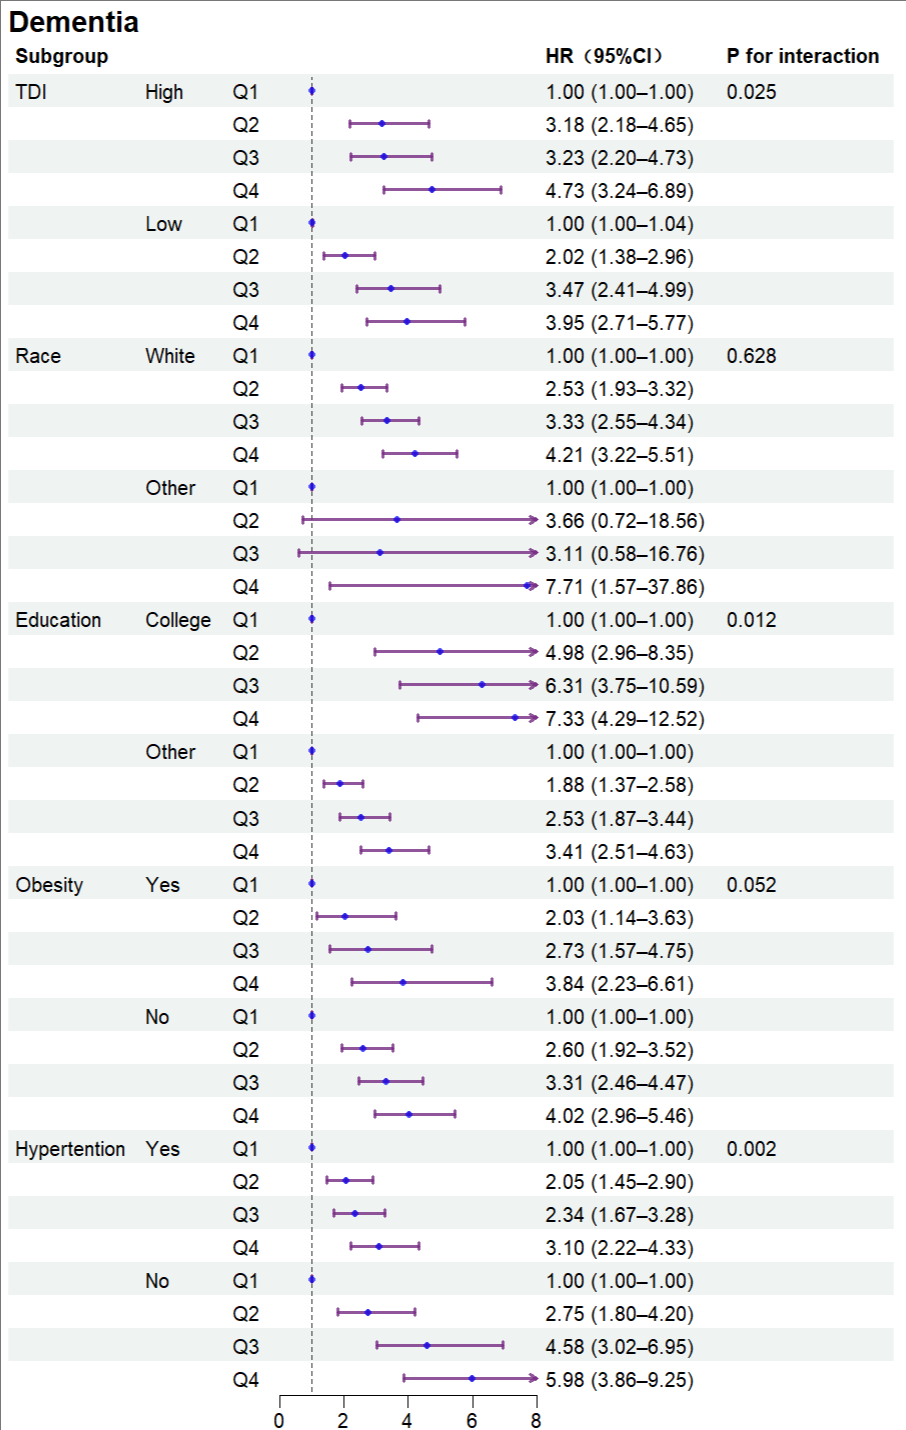 Dementia
Subgroup HR（95%CI） P for interaction
TDI High Q1 1.00 (1.00–1.00) 0.025
Q2 3.18 (2.18–4.65)
Q3 3.23 (2.20–4.73)
Q4 4.73 (3.24–6.89)
Low Q1 1.00 (1.00–1.04)
Q2 2.02 (1.38–2.96)
Q3 3.47 (2.41–4.99)
Q4 3.95 (2.71–5.77)
Race White Q1 1.00 (1.00–1.00) 0.628
Q2 2.53 (1.93–3.32)
Q3 3.33 (2.55–4.34)
Q4 4.21 (3.22–5.51)
Other Q1 1.00 (1.00–1.00)
Q2 3.66 (0.72–18.56)
Q3 3.11 (0.58–16.76)
Q4 7.71 (1.57–37.86)
Education College Q1 1.00 (1.00–1.00) 0.012
Q2 4.98 (2.96–8.35)
Q3 6.31 (3.75–10.59)
Q4 7.33 (4.29–12.52)
Other Q1 1.00 (1.00–1.00)
Q2 1.88 (1.37–2.58)
Q3 2.53 (1.87–3.44)
Q4 3.41 (2.51–4.63)
Obesity Yes Q1 1.00 (1.00–1.00) 0.052
Q2 2.03 (1.14–3.63)
Q3 2.73 (1.57–4.75)
Q4 3.84 (2.23–6.61)
No Q1 1.00 (1.00–1.00)
Q2 2.60 (1.92–3.52)
Q3 3.31 (2.46–4.47)
Q4 4.02 (2.96–5.46)
Hypertention Yes Q1 1.00 (1.00–1.00) 0.002
Q2 2.05 (1.45–2.90)
Q3 2.34 (1.67–3.28)
Q4 3.10 (2.22–4.33)
No Q1 1.00 (1.00–1.00)
Q2 2.75 (1.80–4.20)
Q3 4.58 (3.02–6.95)
Q4 5.98 (3.86–9.25)
0 2 4 6 8